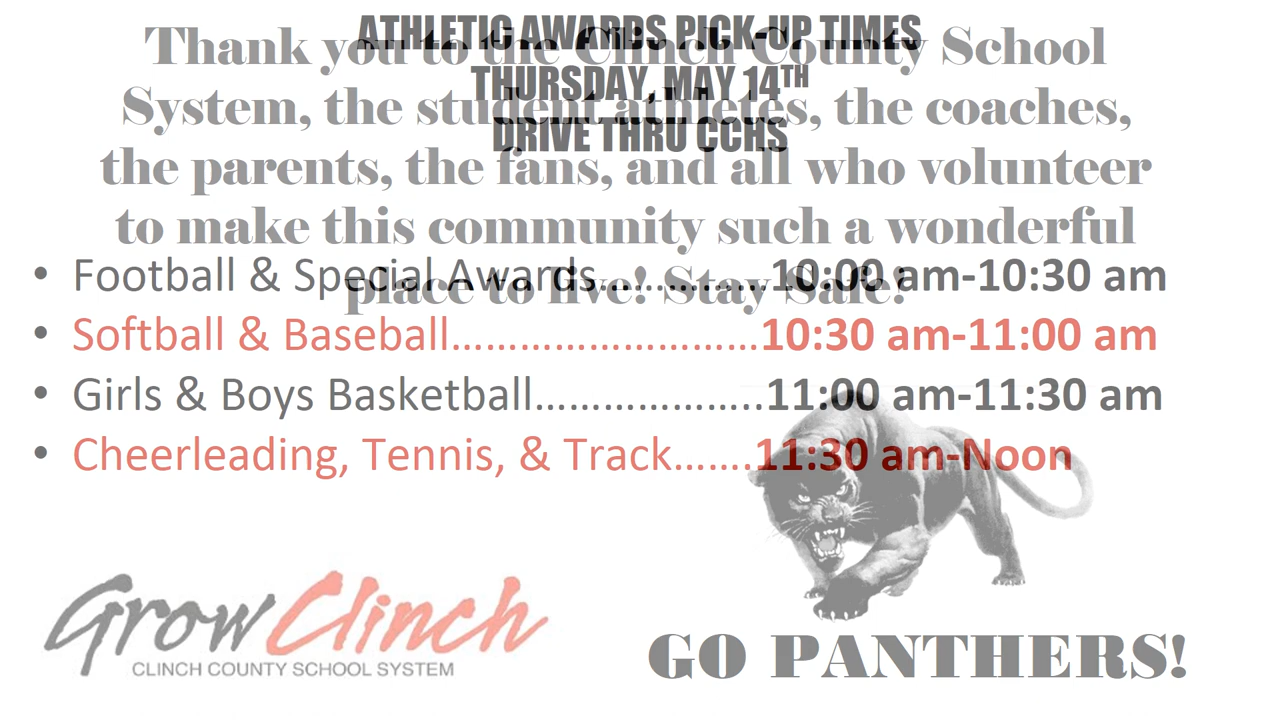 ATHLETIC AWARDS PICK-UP TIMES
THURSDAY, MAY 14TH
DRIVE THRU CCHS
Thank you to the Clinch County School
System, the student athletes, the coaches,
the parents, the fans, and all who volunteer
to make this community such a wonderful
place to live! Stay Safe!
• Football & Special Awards……………10:00 am-10:30 am
• Softball & Baseball………………………10:30 am-11:00 am
• Girls & Boys Basketball………………..11:00 am-11:30 am
• Cheerleading, Tennis, & Track…….11:30 am-Noon
GrowClinch
CLINCH COUNTY SCHOOL SYSTEM
GO PANTHERS!